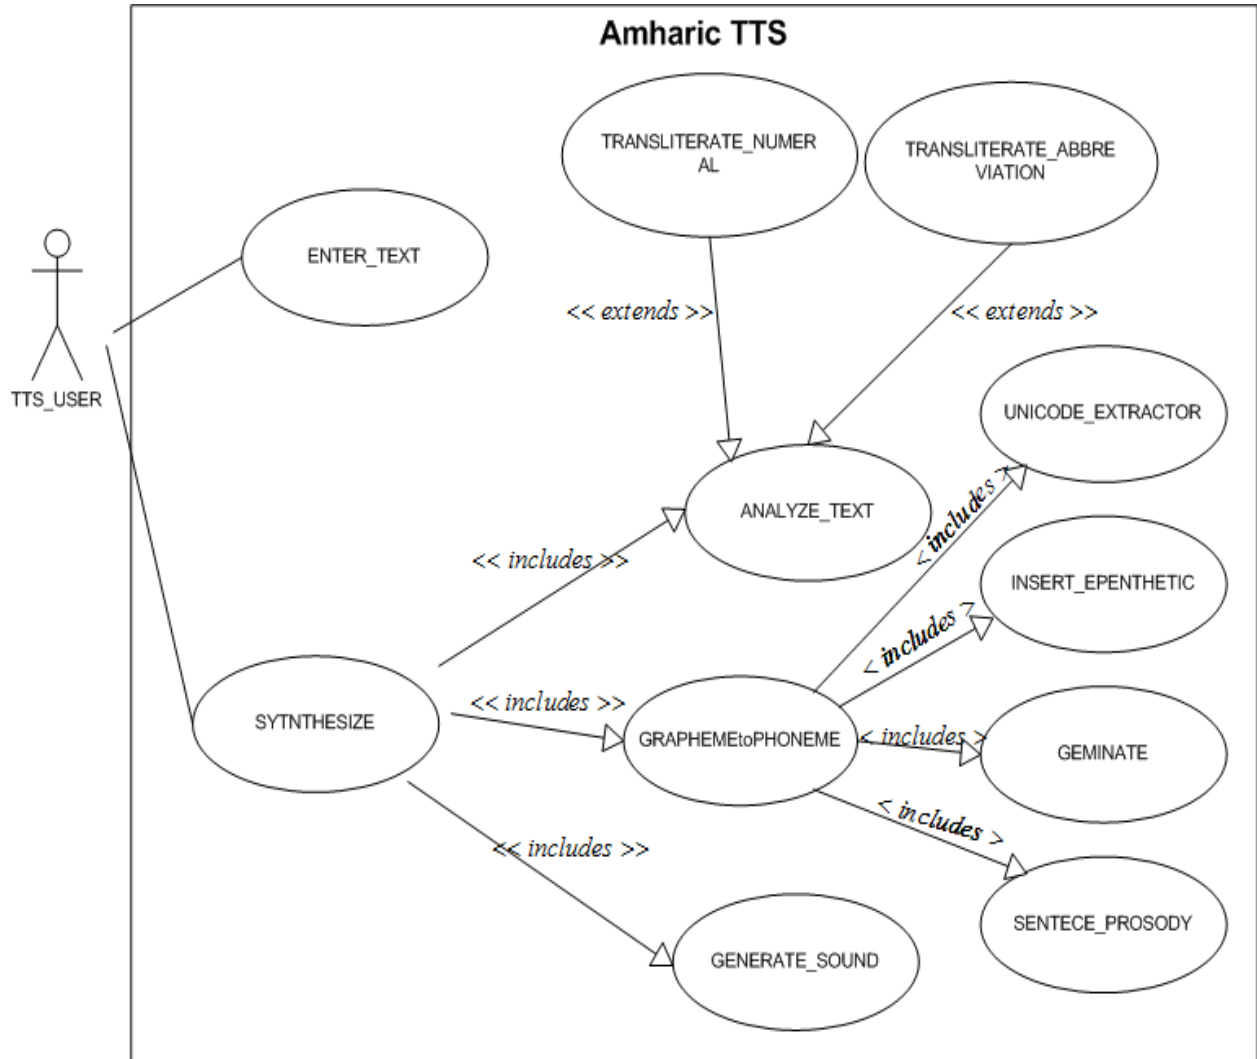 Amharic TTS
TRANSLITERATE_NUMER
AL
TRANSLITERATE_ABBRE
VIATION
ENTER_TEXT
TTS_USER
<< extends >>
<< extends >>
UNICODE_EXTRACTOR
ANALYZE_TEXT
< includes >
<< includes >>
INSERT_EPENTHETIC
< includes >
<< includes >>
SYTNTHESIZE
GRAPHEMEtoPHONEME
< includes >
GEMINATE
< includes >
<< includes >>
SENTECE_PROSODY
GENERATE_SOUND